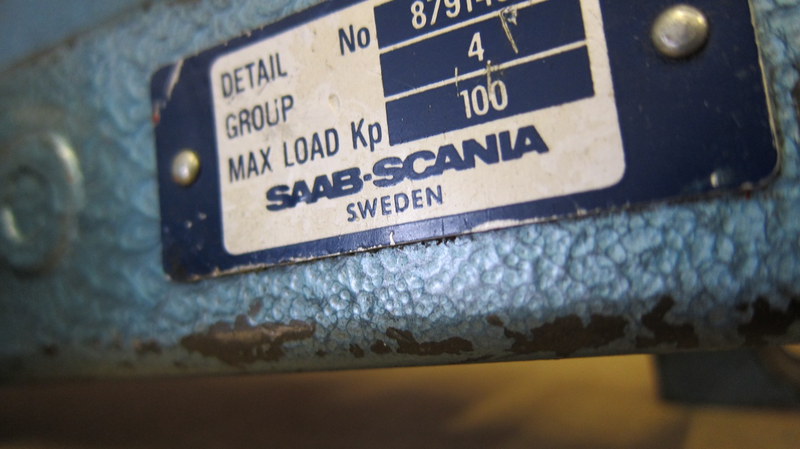 DETAIL No
GROUP 4
MAX LOAD Kp 100
SAAB-SCANIA
SWEDEN